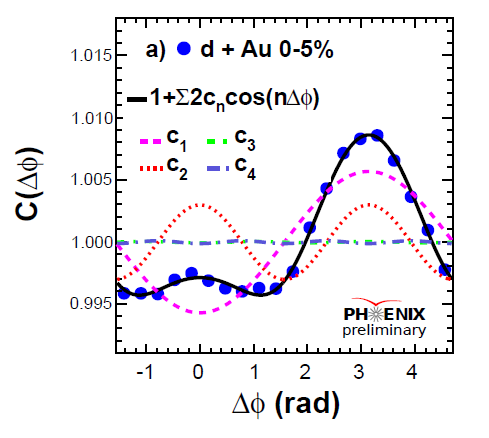 a) d + Au 0-5%
1+Σ2cₙcos(nΔϕ)
c₁ c₃
c₂ c₄
C(Δϕ)
1.015
1.010
1.005
1.000
0.995
PHENIX
preliminary
-1 0 1 2 3 4
Δϕ (rad)